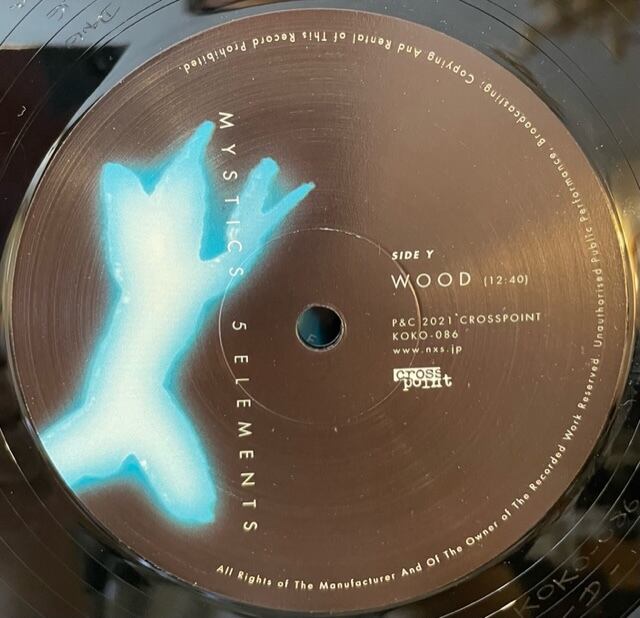 MYSTICS 5 ELEMENTS
SIDE Y
WOOD (12:40)
P&C 2021 CROSSPOINT
KOKO-086
www.nxs.jp
cross
point
All Rights of The Manufacturer And Of The Owner of The Recorded Work Reserved. Unauthorised Public Performance, Broadcasting, Copying And Rental of This Record Prohibited.